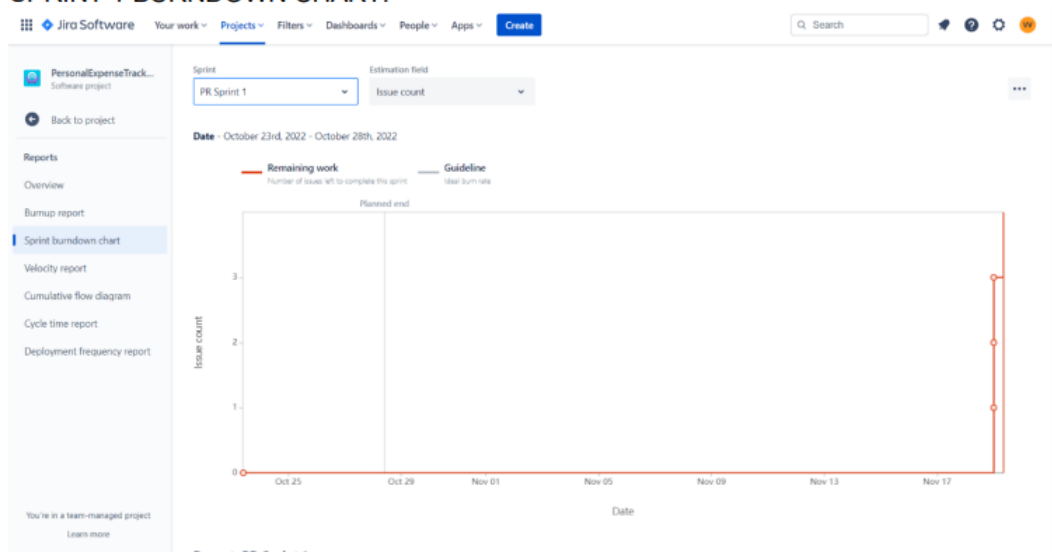 Jira Software Your work Projects Filters Dashboards People Apps Create Search
PersonalExpenseTrack...
Software project
Back to project
Reports
Overview
Burnup report
Sprint burndown chart
Velocity report
Cumulative flow diagram
Cycle time report
Deployment frequency report
You're in a team-managed project
Learn more
Sprint Estimation field
PR Sprint 1 Issue count
Date - October 23rd, 2022 - October 28th, 2022
Remaining work Guideline
Number of issues left to complete this sprint Ideal burn rate
Planned end
3
2
1
0
Issue count
Oct 25 Oct 29 Nov 01 Nov 05 Nov 09 Nov 13 Nov 17
Date